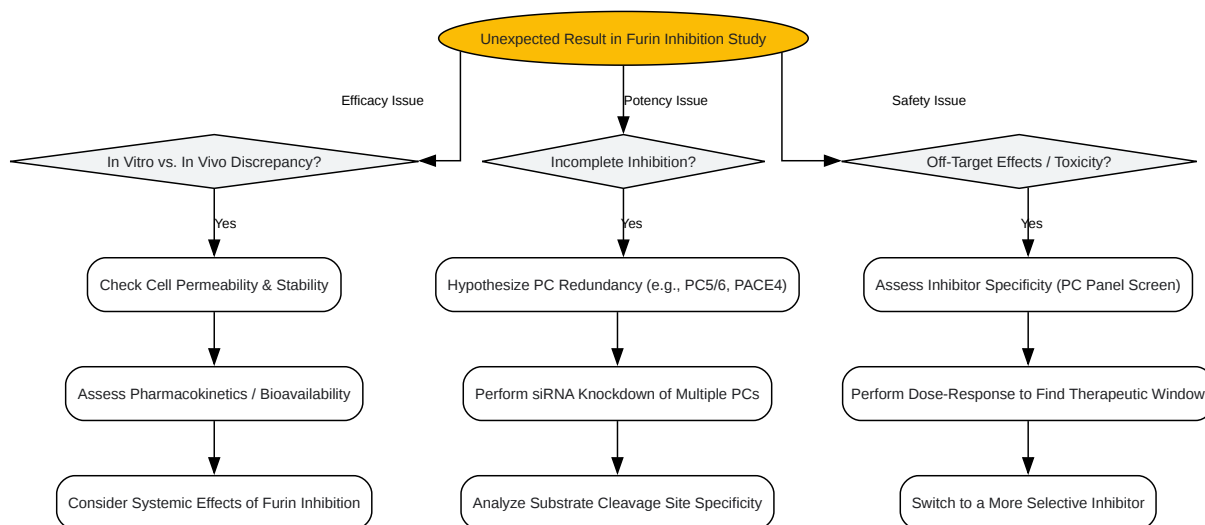 Unexpected Result in Furin Inhibition Study
Efficacy Issue
Potency Issue
Safety Issue
In Vitro vs. In Vivo Discrepancy?
Incomplete Inhibition?
Off-Target Effects / Toxicity?
Yes
Yes
Yes
Check Cell Permeability & Stability
Hypothesize PC Redundancy (e.g., PC5/6, PACE4)
Assess Inhibitor Specificity (PC Panel Screen)
Assess Pharmacokinetics / Bioavailability
Perform siRNA Knockdown of Multiple PCs
Perform Dose-Response to Find Therapeutic Window
Consider Systemic Effects of Furin Inhibition
Analyze Substrate Cleavage Site Specificity
Switch to a More Selective Inhibitor